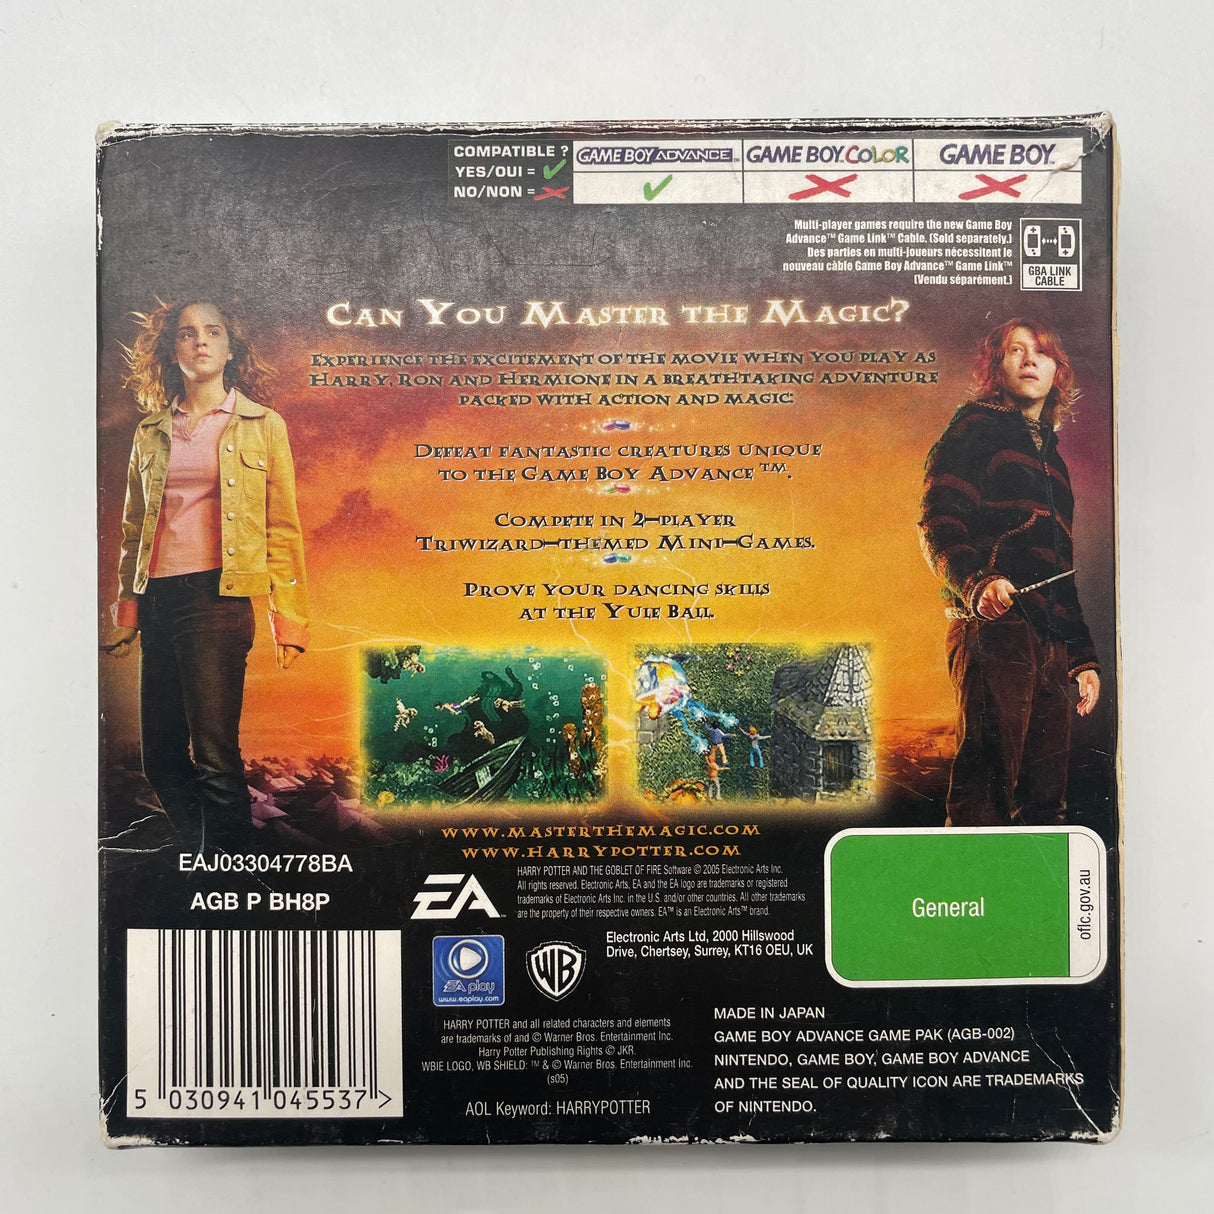 COMPATIBLE ?
YES/OUI =
NO/NON =
GAME BOY ADVANCE™
GAME BOY COLOR
GAME BOY™
Multi-player games require the new Game Boy
Advance™ Game Link™ Cable. (Sold separately.)
Des parties en multi-joueurs nécessitent le
nouveau câble Game Boy Advance™ Game Link™
(Vendu séparément.)
GBA LINK
CABLE
CAN YOU MASTER THE MAGIC?
EXPERIENCE THE EXCITEMENT OF THE MOVIE WHEN YOU PLAY AS
HARRY, RON AND HERMIONE IN A BREATHTAKING ADVENTURE
PACKED WITH ACTION AND MAGIC:
DEFEAT FANTASTIC CREATURES UNIQUE
TO THE GAME BOY ADVANCE™.
COMPETE IN 2-PLAYER
TRIWIZARD-THEMED MINI-GAMES.
PROVE YOUR DANCING SKILLS
AT THE YULE BALL.
WWW.MASTERTHEMAGIC.COM
WWW.HARRYPOTTER.COM
EAJ03304778BA
AGB P BH8P
EA™
HARRY POTTER AND THE GOBLET OF FIRE Software © 2005 Electronic Arts Inc.
All rights reserved. Electronic Arts, EA and the EA logo are trademarks or registered
trademarks of Electronic Arts Inc. in the U.S. and/or other countries. All other trademarks
are the property of their respective owners. EA™ is an Electronic Arts™ brand.
Electronic Arts Ltd, 2000 Hillswood
Drive, Chertsey, Surrey, KT16 OEU, UK
General
oflc.gov.au
EA play
www.eaplay.com
WB
HARRY POTTER and all related characters and elements
are trademarks of and © Warner Bros. Entertainment Inc.
Harry Potter Publishing Rights © JKR.
WBIE LOGO, WB SHIELD: ™ & © Warner Bros. Entertainment Inc.
(s05)
AOL Keyword: HARRYPOTTER
MADE IN JAPAN
GAME BOY ADVANCE GAME PAK (AGB-002)
NINTENDO, GAME BOY, GAME BOY ADVANCE
AND THE SEAL OF QUALITY ICON ARE TRADEMARKS
OF NINTENDO.
5 030941 045537 >